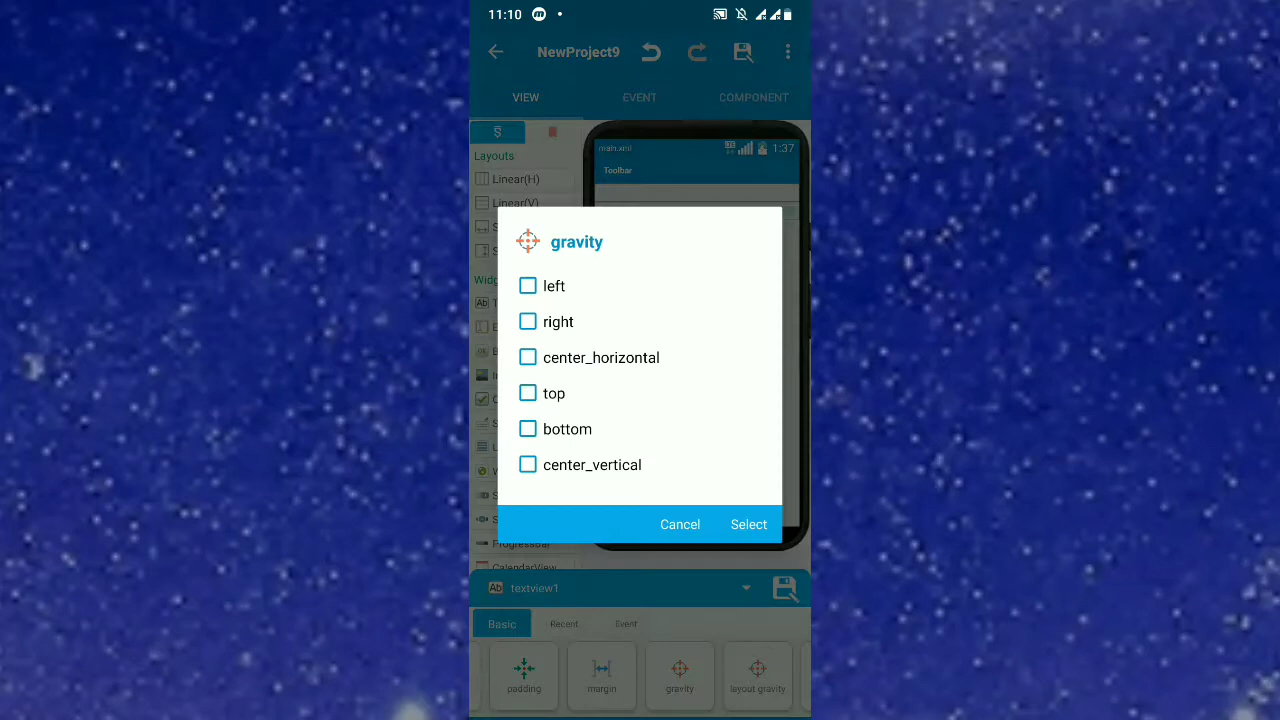 11:10
NewProject9
VIEW EVENT COMPONENT
main.xml 1:37
Toolbar
Layouts
Linear(H)
Linear(V)
gravity
left
right
center_horizontal
top
bottom
center_vertical
Cancel Select
ProgressBar
CalendarView
Ab textview1
Basic Recent Event
padding margin gravity layout gravity